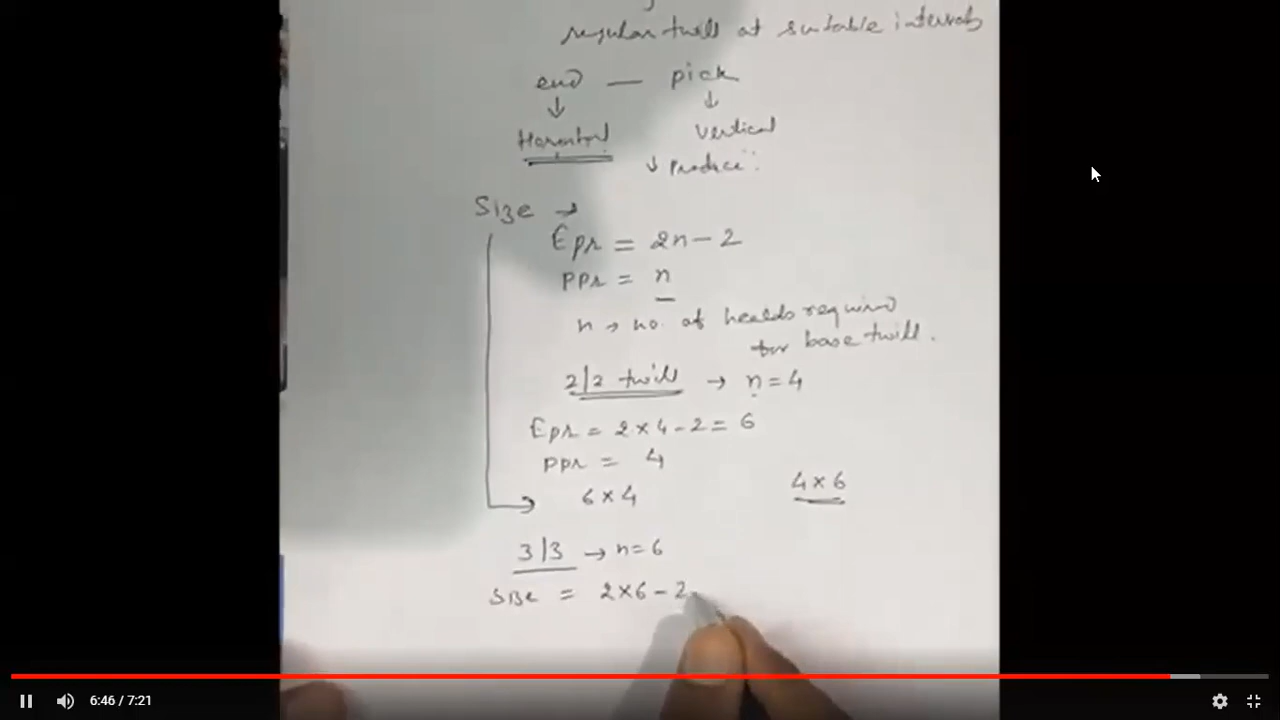 regular twill at suitable intervals
end — pick
↓ ↓
Horizontal Vertical
↓ Produce
Size →
Epr = 2n - 2
PPr = n
n → no. of healds required
for base twill.
2/2 twill → n = 4
Epr = 2 × 4 - 2 = 6
PPr = 4
6 × 4 4 × 6
3/3 → n = 6
Size = 2 × 6 - 2
6:46 / 7:21